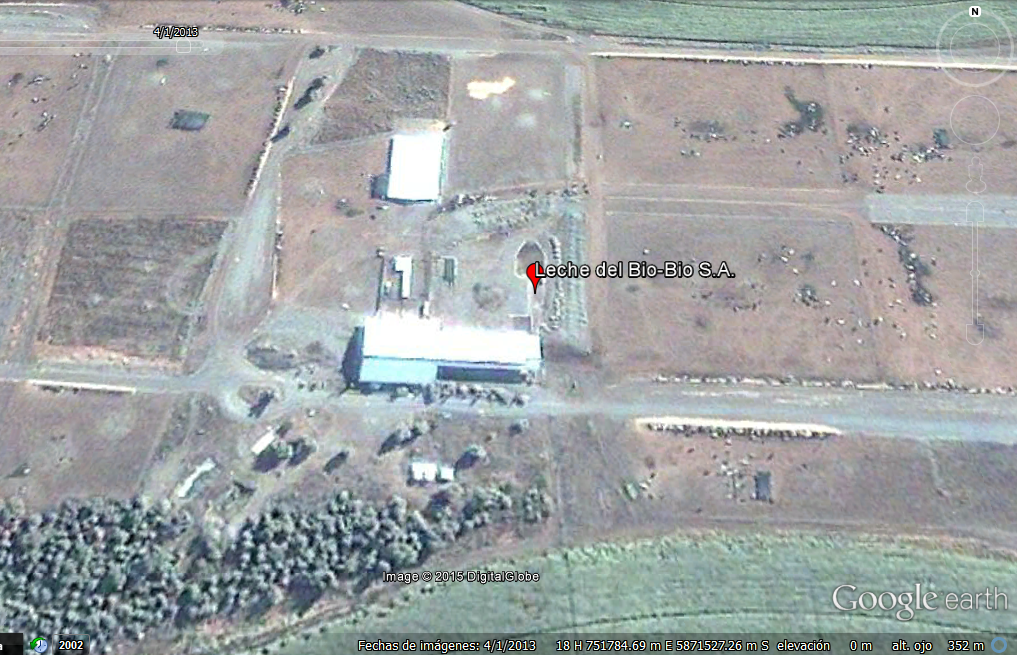 4/1/2013
N
Leche del Bio-Bio S.A.
Image © 2015 DigitalGlobe
Google earth
2002
Fechas de imágenes: 4/1/2013 18 H 751784.69 m E 5871527.26 m S elevación 0 m alt. ojo 352 m